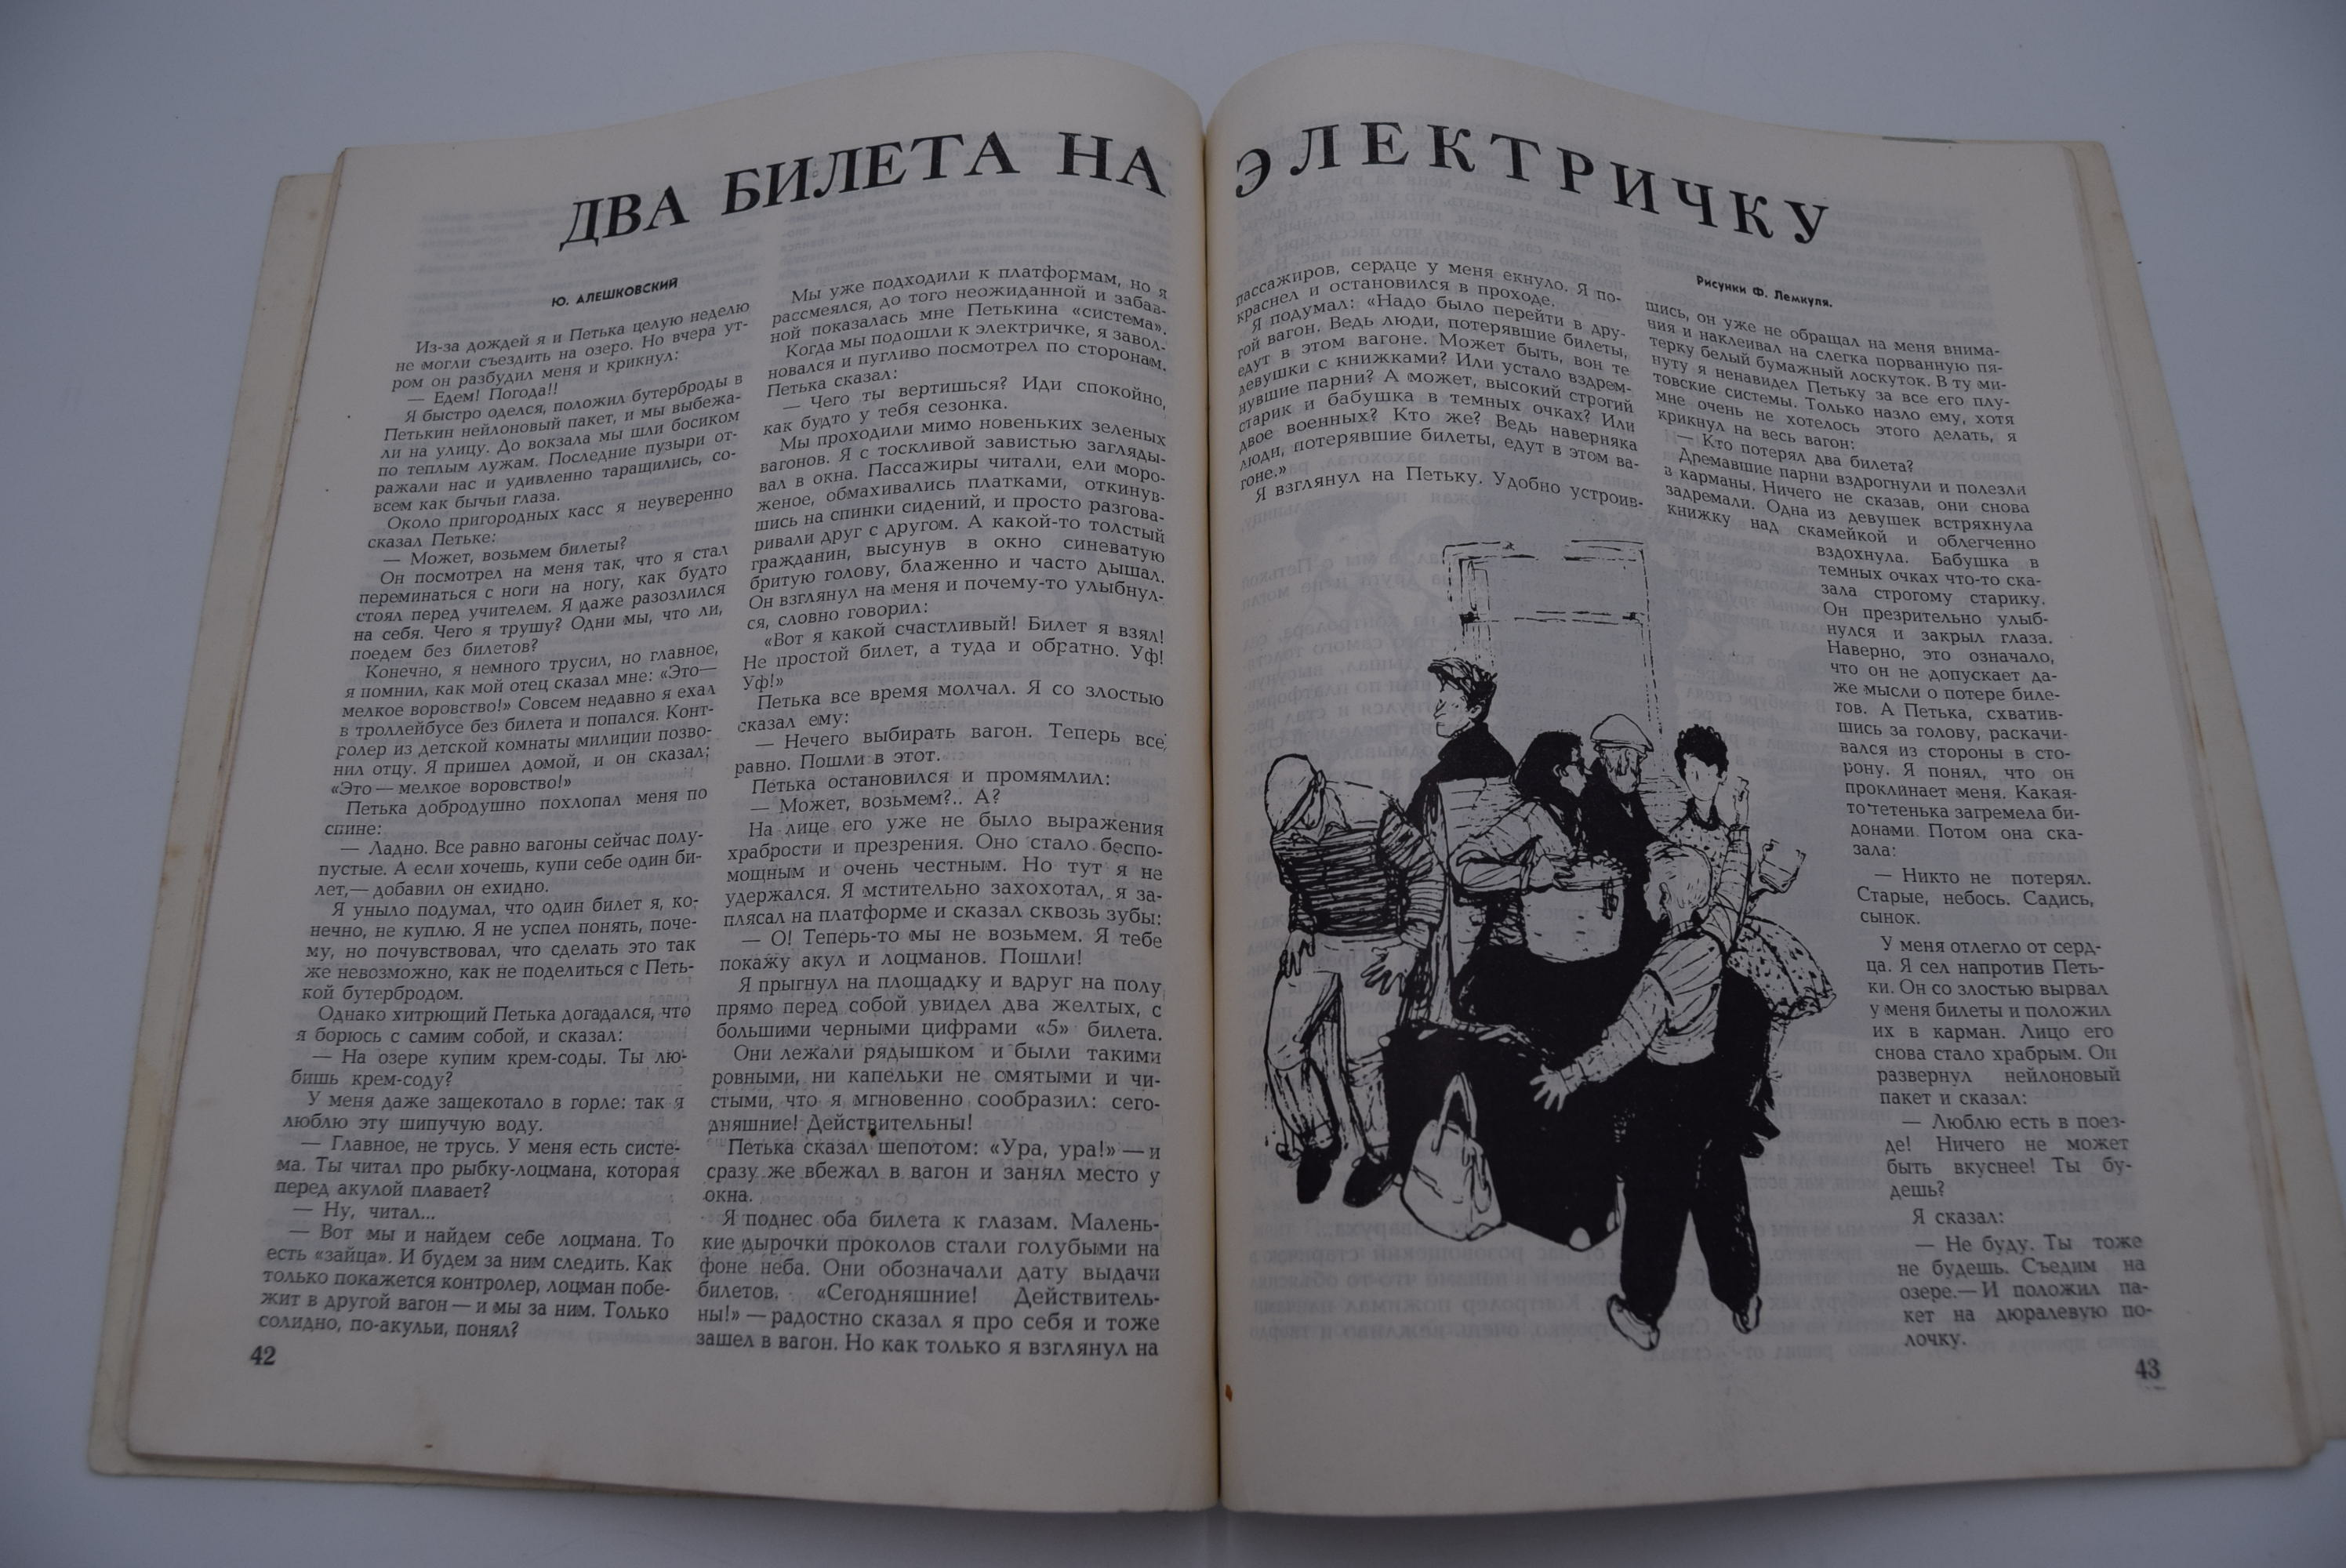 ДВА БИЛЕТА НА ЭЛЕКТРИЧКУ
Ю. АЛЕШКОВСКИЙ
Из-за дождей я и Петька целую неделю
не могли съездить на озеро. Но вчера ут-
ром он разбудил меня и крикнул:
— Едем! Погода!!
Я быстро оделся, положил бутерброды в
Петькин нейлоновый пакет, и мы выбежа-
ли на улицу. До вокзала мы шли босиком
по теплым лужам. Последние пузыри от-
ражали нас и удивленно таращились, со-
всем как бычьи глаза.
Около пригородных касс я неуверенно
сказал Петьке:
— Может, возьмем билеты?
Он посмотрел на меня так, что я стал
переминаться с ноги на ногу, как будто
стоял перед учителем. Я даже разозлился
на себя. Чего я трушу? Одни мы, что ли,
поедем без билетов?
Конечно, я немного трусил, но главное,
я помнил, как мой отец сказал мне: «Это—
мелкое воровство!» Совсем недавно я ехал
в троллейбусе без билета и попался. Конт-
ролер из детской комнаты милиции позво-
нил отцу. Я пришел домой, и он сказал;
«Это — мелкое воровство!»
Петька добродушно похлопал меня по
спине:
— Ладно. Все равно вагоны сейчас полу-
пустые. А если хочешь, купи себе один би-
лет,— добавил он ехидно.
Я уныло подумал, что один билет я, ко-
нечно, не куплю. Я не успел понять, поче-
му, но почувствовал, что сделать это так
же невозможно, как не поделиться с Петь-
кой бутербродом.
Однако хитрющий Петька догадался, что
я борюсь с самим собой, и сказал:
— На озере купим крем-соды. Ты лю-
бишь крем-соду?
У меня даже защекотало в горле: так я
люблю эту шипучую воду.
— Главное, не трусь. У меня есть систе-
ма. Ты читал про рыбку-лоцмана, которая
перед акулой плавает?
— Ну, читал...
— Вот мы и найдем себе лоцмана. То
есть «зайца». И будем за ним следить. Как
только покажется контролер, лоцман побе-
жит в другой вагон — и мы за ним. Только
солидно, по-акульи, понял?
42
Мы уже подходили к платформам, но я
рассмеялся, до того неожиданной и забав-
ной показалась мне Петькина «система».
Когда мы подошли к электричке, я завол-
новался и пугливо посмотрел по сторонам.
Петька сказал:
— Чего ты вертишься? Иди спокойно,
как будто у тебя сезонка.
Мы проходили мимо новеньких зеленых
вагонов. Я с тоскливой завистью загляды-
вал в окна. Пассажиры читали, ели моро-
женое, обмахивались платками, откинув-
шись на спинки сидений, и просто разгова-
ривали друг с другом. А какой-то толстый
гражданин, высунув в окно синеватую
бритую голову, блаженно и часто дышал.
Он взглянул на меня и почему-то улыбнул-
ся, словно говорил:
«Вот я какой счастливый! Билет я взял!
Не простой билет, а туда и обратно. Уф!
Уф!»
Петька все время молчал. Я со злостью
сказал ему:
— Нечего выбирать вагон. Теперь все
равно. Пошли в этот.
Петька остановился и промямлил:
— Может, возьмем?.. А?
На лице его уже не было выражения
храбрости и презрения. Оно стало беспо-
мощным и очень честным. Но тут я не
удержался. Я мстительно захохотал, я за-
плясал на платформе и сказал сквозь зубы:
— О! Теперь-то мы не возьмем. Я тебе
покажу акул и лоцманов. Пошли!
Я прыгнул на площадку и вдруг на полу
прямо перед собой увидел два желтых, с
большими черными цифрами «5» билета.
Они лежали рядышком и были такими
ровными, ни капельки не смятыми и чи-
стыми, что я мгновенно сообразил: сего-
дняшние! Действительны!
Петька сказал шепотом: «Ура, ура!» — и
сразу же вбежал в вагон и занял место у
окна.
Я поднес оба билета к глазам. Малень-
кие дырочки проколов стали голубыми на
фоне неба. Они обозначали дату выдачи
билетов. «Сегодняшние! Действитель-
ны!» — радостно сказал я про себя и тоже
зашел в вагон. Но как только я взглянул на
пассажиров, сердце у меня екнуло. Я по-
краснел и остановился в проходе.
Я подумал: «Надо было перейти в дру-
гой вагон. Ведь люди, потерявшие билеты,
едут в этом вагоне. Может быть, вон те
девушки с книжками? Или устало вздрем-
нувшие парни? А может, высокий строгий
старик и бабушка в темных очках? Или
двое военных? Кто же? Ведь наверняка
люди, потерявшие билеты, едут в этом ва-
гоне.»
Я взглянул на Петьку. Удобно устроив-
Рисунки Ф. Лемкуля.
шись, он уже не обращал на меня внима-
ния и наклеивал на слегка порванную пя-
терку белый бумажный лоскуток. В ту ми-
нуту я ненавидел Петьку за все его плу-
товские системы. Только назло ему, хотя
мне очень не хотелось этого делать, я
крикнул на весь вагон:
— Кто потерял два билета?
Дремавшие парни вздрогнули и полезли
в карманы. Ничего не сказав, они снова
задремали. Одна из девушек встряхнула
книжку над скамейкой и облегченно
вздохнула. Бабушка в
темных очках что-то ска-
зала строгому старику.
Он презрительно улыб-
нулся и закрыл глаза.
Наверно, это означало,
что он не допускает да-
же мысли о потере биле-
тов. А Петька, схватив-
шись за голову, раскачи-
вался из стороны в сто-
рону. Я понял, что он
проклинает меня. Какая-
то тетенька загремела би-
донами. Потом она ска-
зала:
— Никто не потерял.
Старые, небось. Садись,
сынок.
У меня отлегло от серд-
ца. Я сел напротив Петь-
ки. Он со злостью вырвал
у меня билеты и положил
их в карман. Лицо его
снова стало храбрым. Он
развернул нейлоновый
пакет и сказал:
— Люблю есть в поез-
де! Ничего не может
быть вкуснее! Ты бу-
дешь?
Я сказал:
— Не буду. Ты тоже
не будешь. Съедим на
озере.— И положил па-
кет на дюралевую по-
лочку.
43